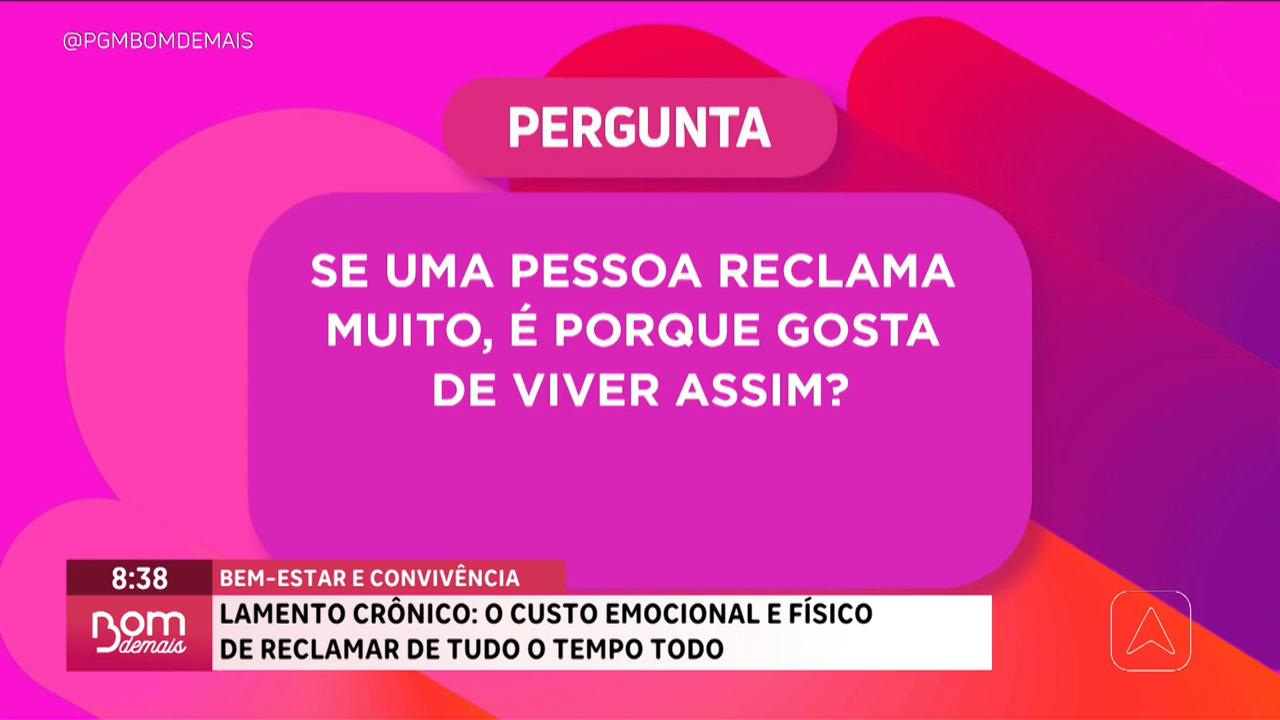 @PGMBOMDEMAIS
PERGUNTA
SE UMA PESSOA RECLAMA
MUITO, É PORQUE GOSTA
DE VIVER ASSIM?
8:38
BEM-ESTAR E CONVIVÊNCIA
Bom
demais
LAMENTO CRÔNICO: O CUSTO EMOCIONAL E FÍSICO
DE RECLAMAR DE TUDO O TEMPO TODO